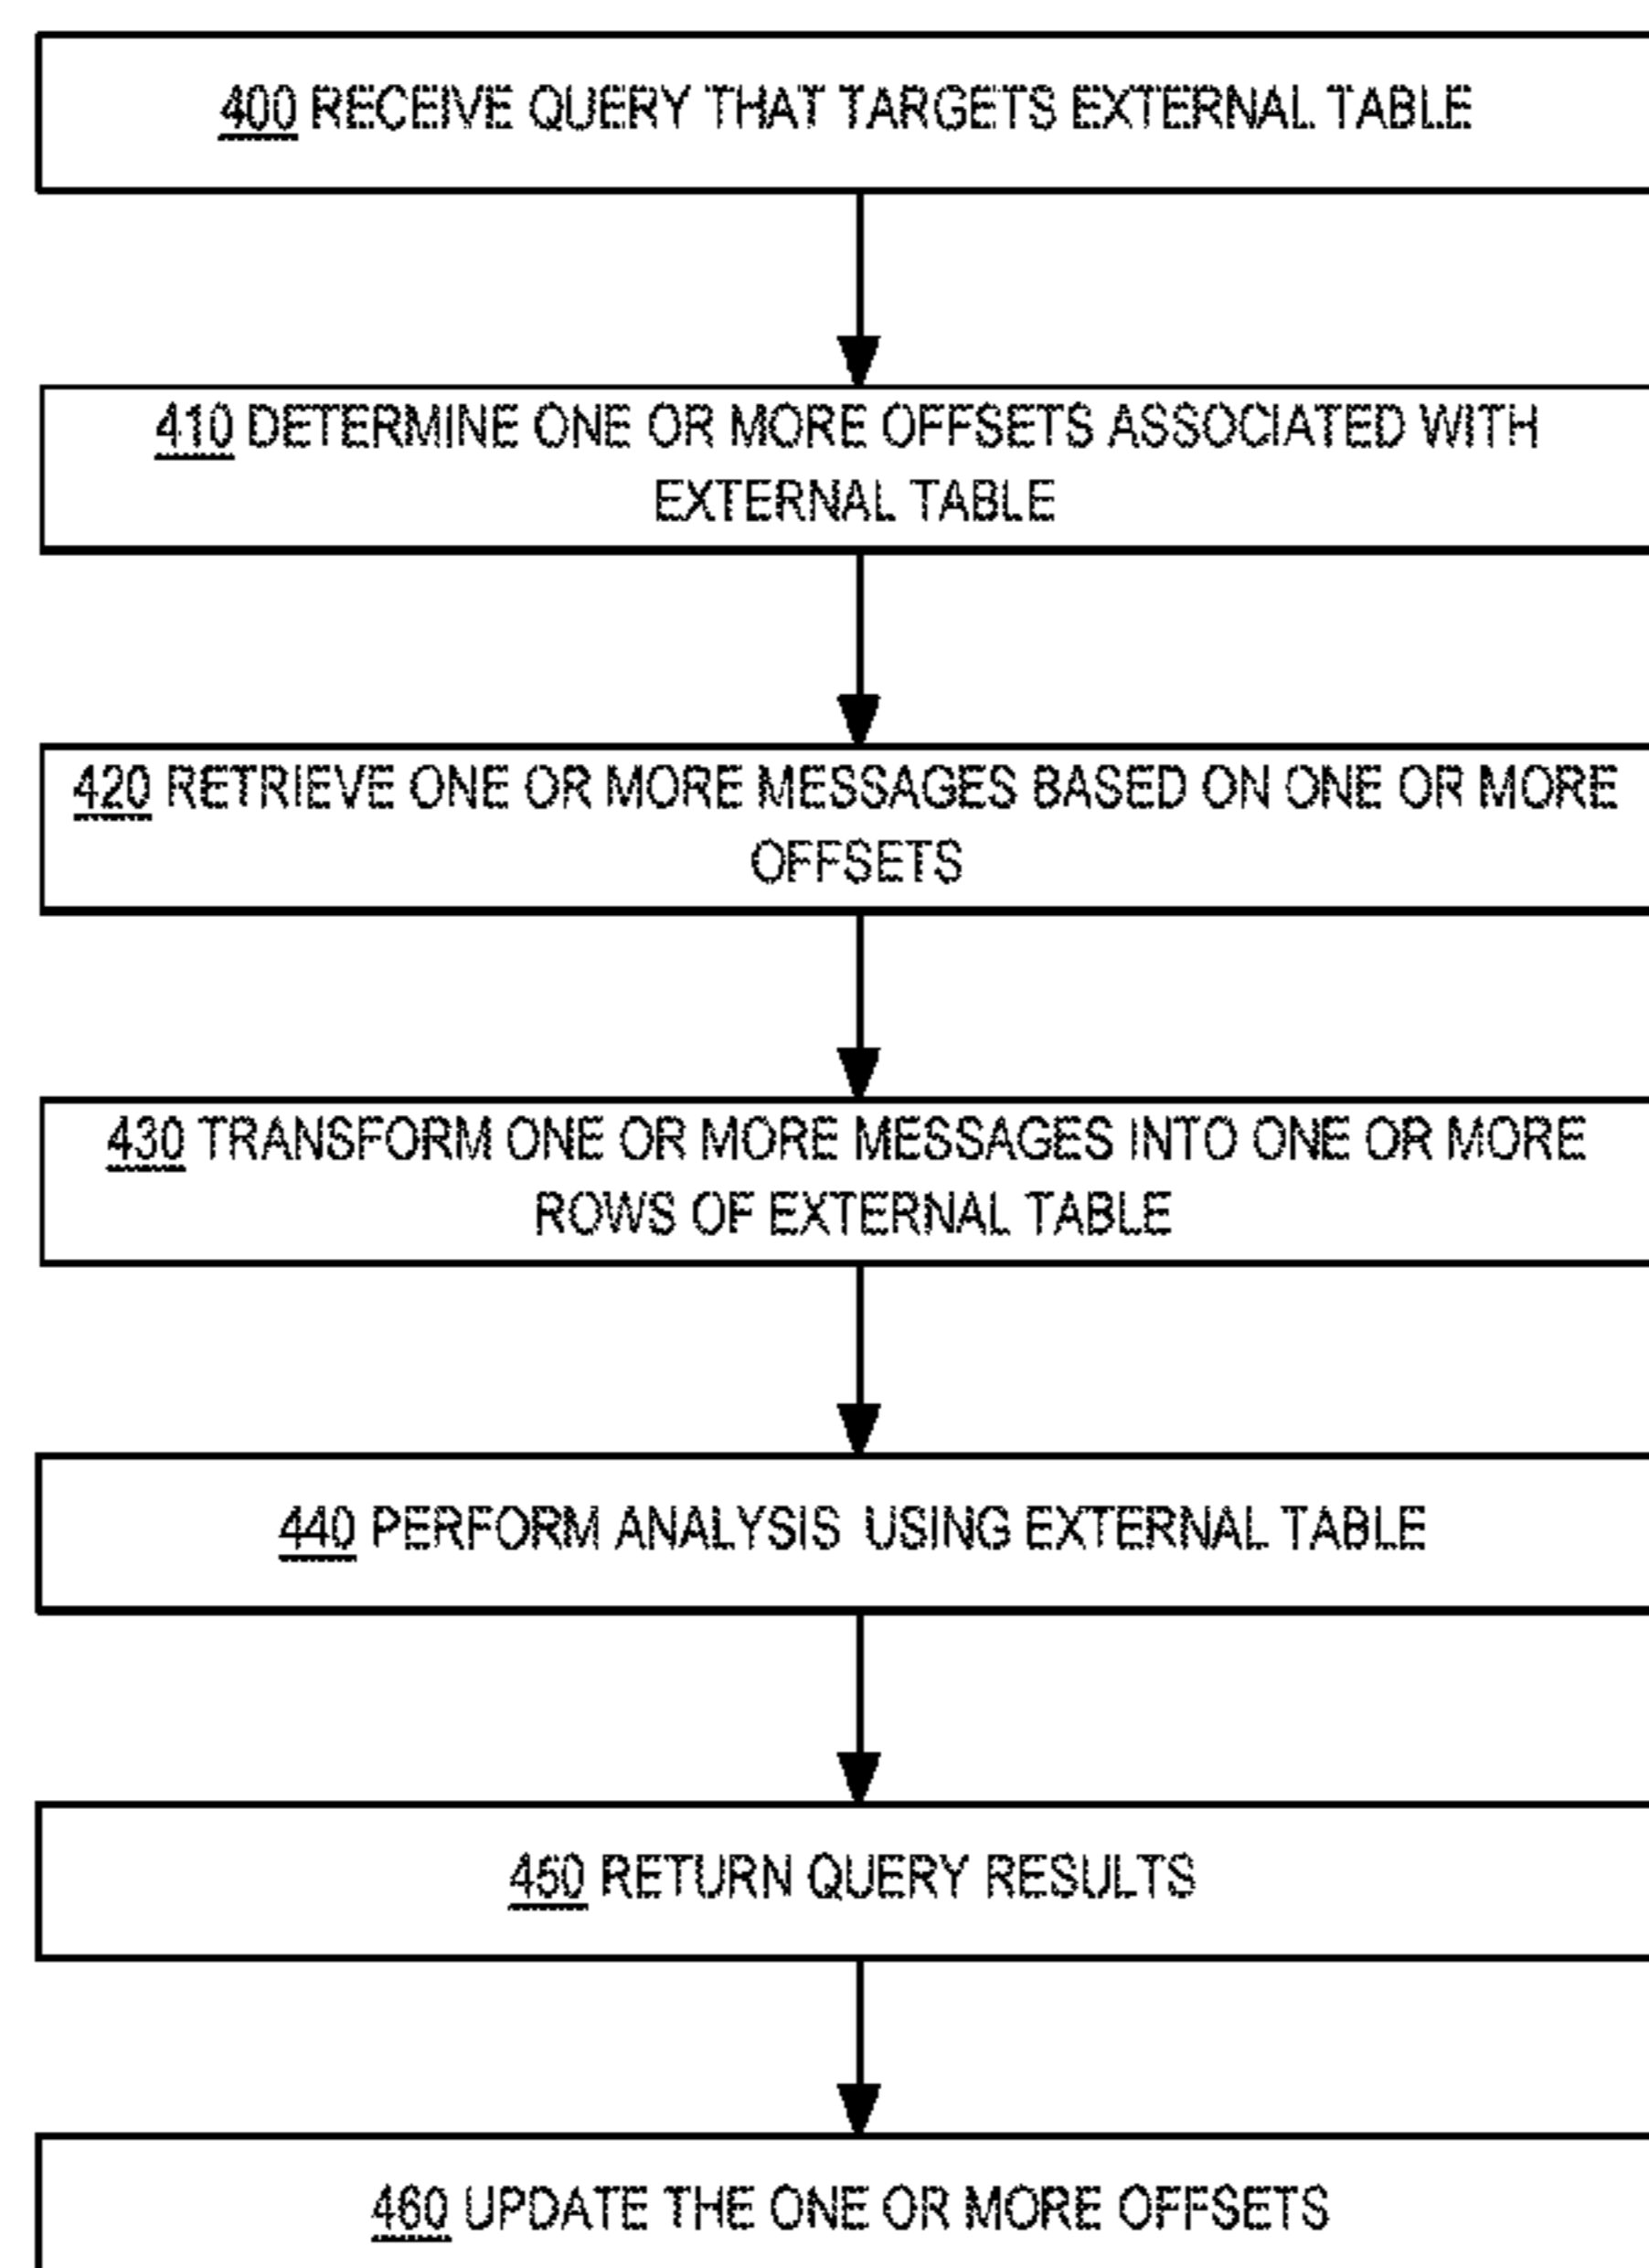 400 RECEIVE QUERY THAT TARGETS EXTERNAL TABLE
410 DETERMINE ONE OR MORE OFFSETS ASSOCIATED WITH
EXTERNAL TABLE
420 RETRIEVE ONE OR MORE MESSAGES BASED ON ONE OR MORE
OFFSETS
430 TRANSFORM ONE OR MORE MESSAGES INTO ONE OR MORE
ROWS OF EXTERNAL TABLE
440 PERFORM ANALYSIS USING EXTERNAL TABLE
450 RETURN QUERY RESULTS
460 UPDATE THE ONE OR MORE OFFSETS